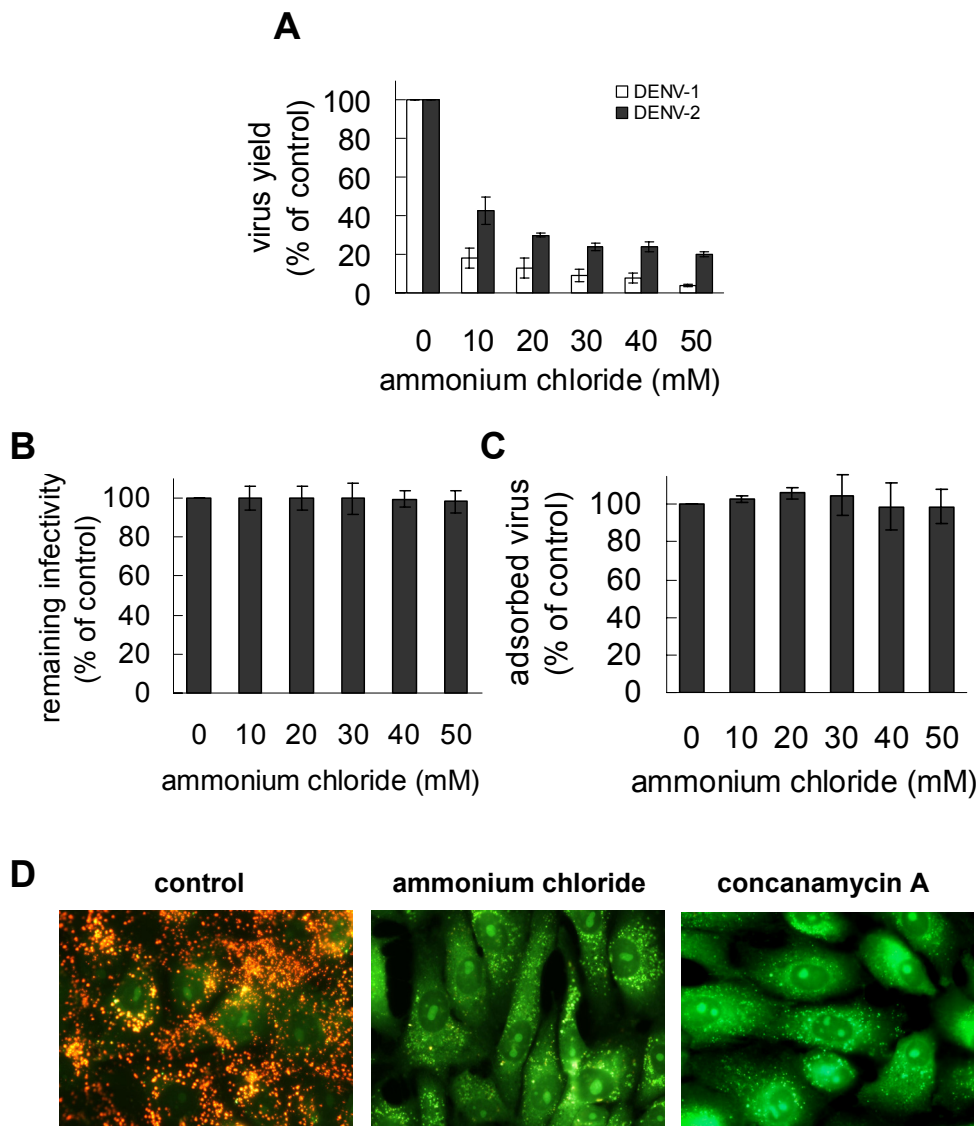 A
virus yield
(% of control)
100
80
60
40
20
0
DENV-1
DENV-2
0 10 20 30 40 50
ammonium chloride (mM)
B
remaining infectivity
(% of control)
100
80
60
40
20
0
0 10 20 30 40 50
ammonium chloride (mM)
C
adsorbed virus
(% of control)
100
80
60
40
20
0
0 10 20 30 40 50
ammonium chloride (mM)
D
control
ammonium chloride
concanamycin A